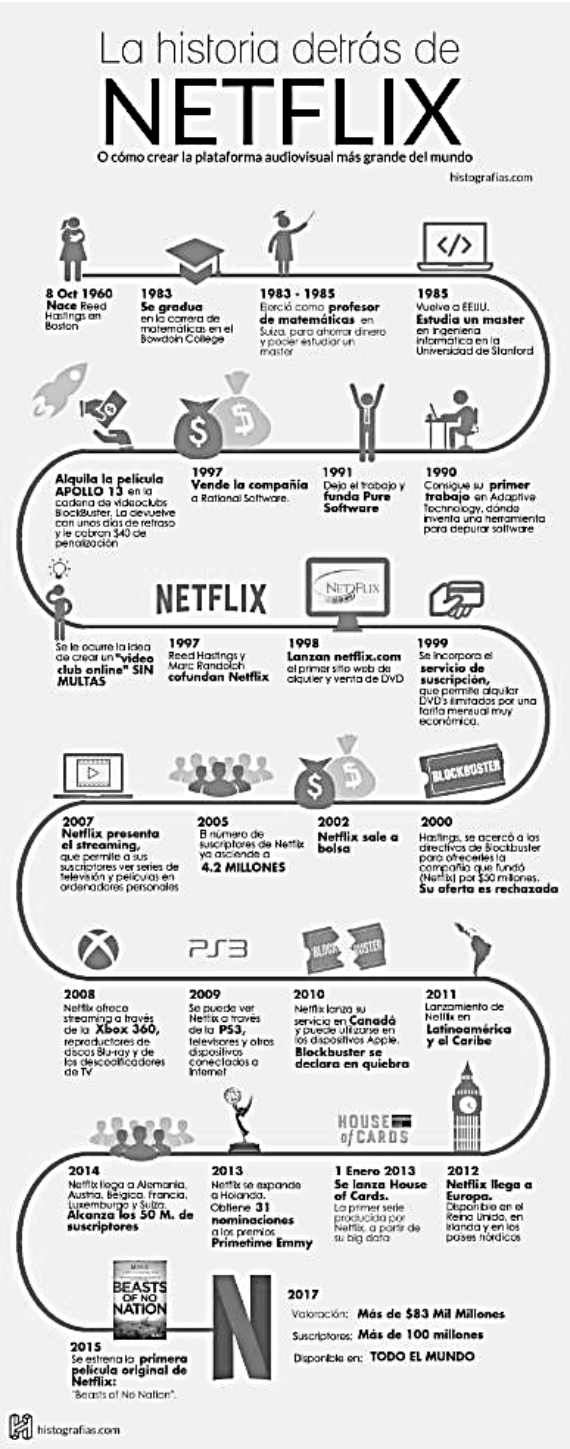 La historia detrás de
NETFLIX
O cómo crear la plataforma audiovisual más grande del mundo
histografias.com
</>
8 Oct 1960
Nace Reed
Hastings en
Boston
1983
Se gradua
en la carrera de
matemáticas en el
Bowdoin College
1983 - 1985
Ejerció como profesor
de matemáticas en
Suiza, para ahorrar dinero
y poder estudiar un
master
1985
Vuelve a EEUU.
Estudia un master
en Ingeniería
informática en la
Universidad de Stanford
Alquila la película
APOLLO 13 en la
cadena de videoclubs
BlockBuster. La devuelve
con unos días de retraso
y le cobran $40 de
penalización
$
$
1997
Vende la compañía
a Rational Software.
1991
Deja el trabajo y
funda Pure
Software
1990
Consigue su primer
trabajo en Adaptive
Technology, dónde
inventa una herramienta
para depurar software
Se le ocurre la idea
de crear un "video
club online" SIN
MULTAS
NETFLIX
1997
Reed Hastings y
Marc Randolph
cofundan Netflix
NETFLIX
1998
Lanzan netflix.com
el primer sitio web de
alquiler y venta de DVD
1999
Se incorpora el
servicio de
suscripción,
que permite alquilar
DVD's ilimitados por una
tarifa mensual muy
económica.
2007
Netflix presenta
el streaming,
que permite a sus
suscriptores ver series de
televisión y películas en
ordenadores personales
2005
El número de
suscriptores de Netflix
ya asciende a
4.2 MILLONES
$
$
2002
Netflix sale a
bolsa
BLOCKBUSTER
2000
Hastings, se acercó a los
directivos de Blockbuster
para ofrecerles la
compañía que fundó
(Netflix) por $50 millones.
Su oferta es rechazada
2008
Netflix ofrece
streaming a través
de la Xbox 360,
reproductores de
discos Blu-ray y de
los descodificadores
de TV
PS3
2009
Se puede ver
Netflix a través
de la PS3,
televisores y otros
dispositivos
conectados a
Internet
BLOCK BUSTER
2010
Netflix lanza su
servicio en Canadá
y puede utilizarse en
los dispositivos Apple.
Blockbuster se
declara en quiebra
2011
Lanzamiento de
Netflix en
Latinoamérica
y el Caribe
2014
Netflix llega a Alemania,
Austria, Bélgica, Francia,
Luxemburgo y Suiza.
Alcanza los 50 M. de
suscriptores
2013
Netflix se expande
a Holanda.
Obtiene 31
nominaciones
a los premios
Primetime Emmy
HOUSE
of CARDS
1 Enero 2013
Se lanza House
of Cards.
La primer serie
producida por
Netflix, a partir de
su big data
2012
Netflix llega a
Europa.
Disponible en el
Reino Unido, en
Irlanda y en los
países nórdicos
BEASTS
OF NO
NATION
2015
Se estrena la primera
película original de
Netflix:
"Beasts of No Nation".
N
2017
Valoración: Más de $83 Mil Millones
Suscriptores: Más de 100 millones
Disponible en: TODO EL MUNDO
histografias.com